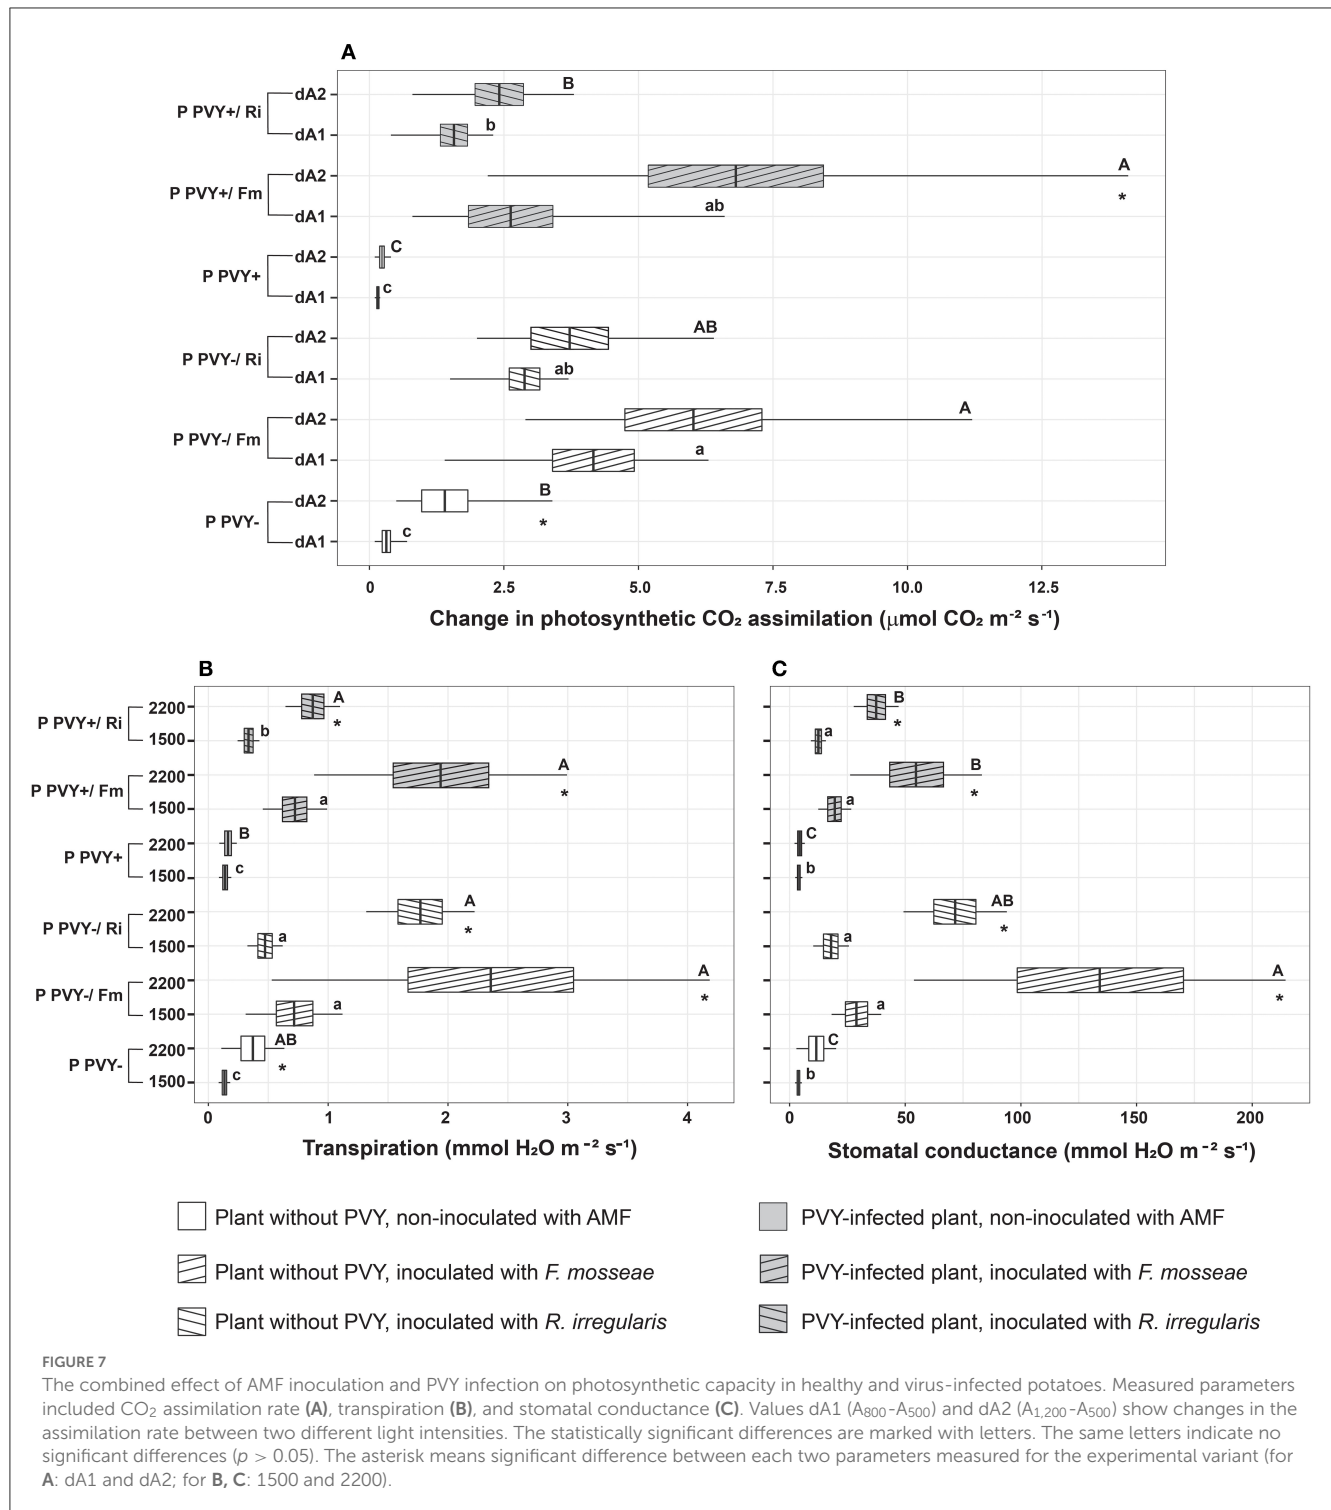 A
P PVY+/ Ri
dA2
B
dA1
b
P PVY+/ Fm
dA2
A
*
dA1
ab
P PVY+
dA2
C
dA1
c
P PVY-/ Ri
dA2
AB
dA1
ab
P PVY-/ Fm
dA2
A
dA1
a
P PVY-
dA2
B
*
dA1
c
0 2.5 5.0 7.5 10.0 12.5
Change in photosynthetic CO₂ assimilation (μmol CO₂ m⁻² s⁻¹)
B
P PVY+/ Ri
2200
A
*
1500
b
P PVY+/ Fm
2200
A
*
1500
a
P PVY+
2200
B
1500
c
P PVY-/ Ri
2200
A
*
1500
a
P PVY-/ Fm
2200
A
*
1500
a
P PVY-
2200
AB
*
1500
c
0 1 2 3 4
Transpiration (mmol H₂O m⁻² s⁻¹)
C
B
*
a
B
*
a
C
b
AB
*
a
A
*
a
C
b
0 50 100 150 200
Stomatal conductance (mmol H₂O m⁻² s⁻¹)
Plant without PVY, non-inoculated with AMF
PVY-infected plant, non-inoculated with AMF
Plant without PVY, inoculated with F. mosseae
PVY-infected plant, inoculated with F. mosseae
Plant without PVY, inoculated with R. irregularis
PVY-infected plant, inoculated with R. irregularis
FIGURE 7
The combined effect of AMF inoculation and PVY infection on photosynthetic capacity in healthy and virus-infected potatoes. Measured parameters
included CO₂ assimilation rate (A), transpiration (B), and stomatal conductance (C). Values dA1 (A₈₀₀-A₅₀₀) and dA2 (A₁,₂₀₀-A₅₀₀) show changes in the
assimilation rate between two different light intensities. The statistically significant differences are marked with letters. The same letters indicate no
significant differences (p > 0.05). The asterisk means significant difference between each two parameters measured for the experimental variant (for
A: dA1 and dA2; for B, C: 1500 and 2200).